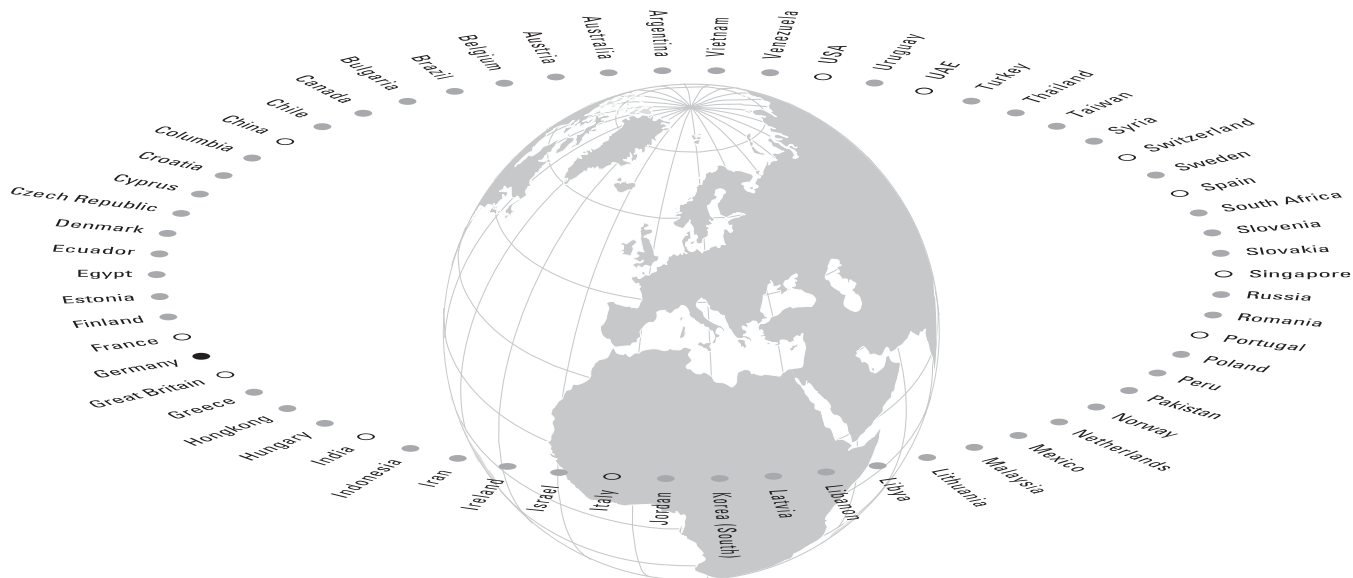 Argentina
Australia
Austria
Belgium
Brazil
Bulgaria
Canada
Chile
China
Columbia
Croatia
Cyprus
Czech Republic
Denmark
Ecuador
Egypt
Estonia
Finland
France
Germany
Great Britain
Greece
Hongkong
Hungary
India
Indonesia
Iran
Ireland
Israel
Italy
Jordan
Korea (South)
Latvia
Libanon
Libya
Lithuania
Malaysia
Mexico
Netherlands
Norway
Pakistan
Peru
Poland
Portugal
Romania
Russia
Singapore
Slovakia
Slovenia
South Africa
Spain
Sweden
Switzerland
Syria
Taiwan
Thailand
Turkey
UAE
Uruguay
USA
Venezuela
Vietnam